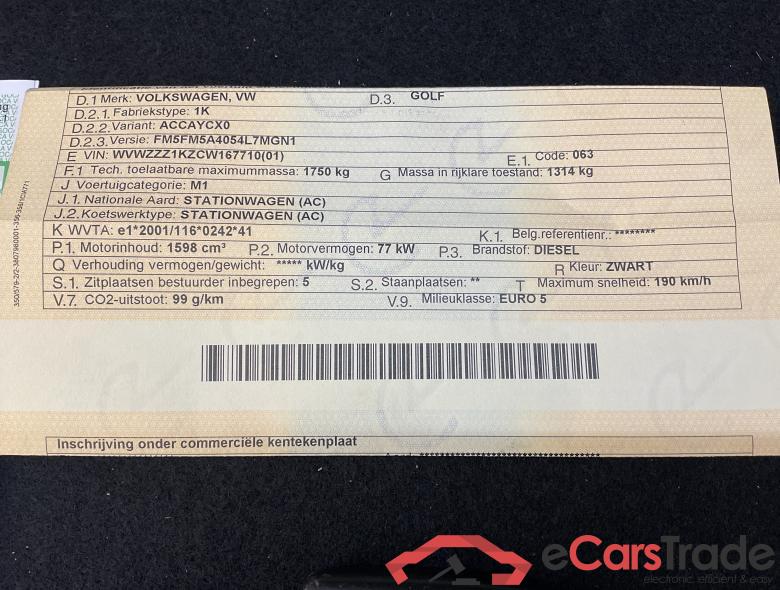 D.1 Merk: VOLKSWAGEN, VW D.3. GOLF
D.2.1. Fabriekstype: 1K
D.2.2. Variant: ACCAYCX0
D.2.3. Versie: FM5FM5A4054L7MGN1
E VIN: WVWZZZ1KZCW167710(01) E.1. Code: 063
F.1 Tech. toelaatbare maximummassa: 1750 kg G Massa in rijklare toestand: 1314 kg
J Voertuigcategorie: M1
J.1. Nationale Aard: STATIONWAGEN (AC)
J.2. Koetswerktype: STATIONWAGEN (AC)
K WVTA: e1*2001/116*0242*41 K.1. Belg.referentienr.: ********
P.1. Motorinhoud: 1598 cm³ P.2. Motorvermogen: 77 kW P.3. Brandstof: DIESEL
Q Verhouding vermogen/gewicht: ***** kW/kg R Kleur: ZWART
S.1. Zitplaatsen bestuurder inbegrepen: 5 S.2. Staanplaatsen: ** T Maximum snelheid: 190 km/h
V.7. CO2-uitstoot: 99 g/km V.9. Milieuklasse: EURO 5
Inschrijving onder commerciële kentekenplaat
eCarsTrade
electronic, efficient & easy